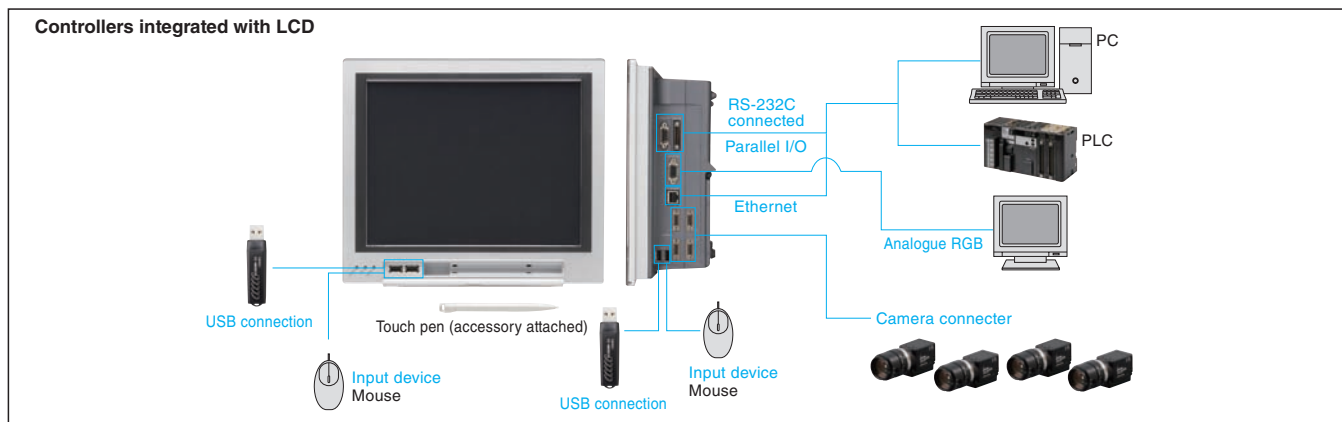 Controllers integrated with LCD
PC
RS-232C
connected
Parallel I/O
PLC
Ethernet
Analogue RGB
USB connection
Touch pen (accessory attached)
Camera connecter
Input device
Mouse
Input device
Mouse
USB connection